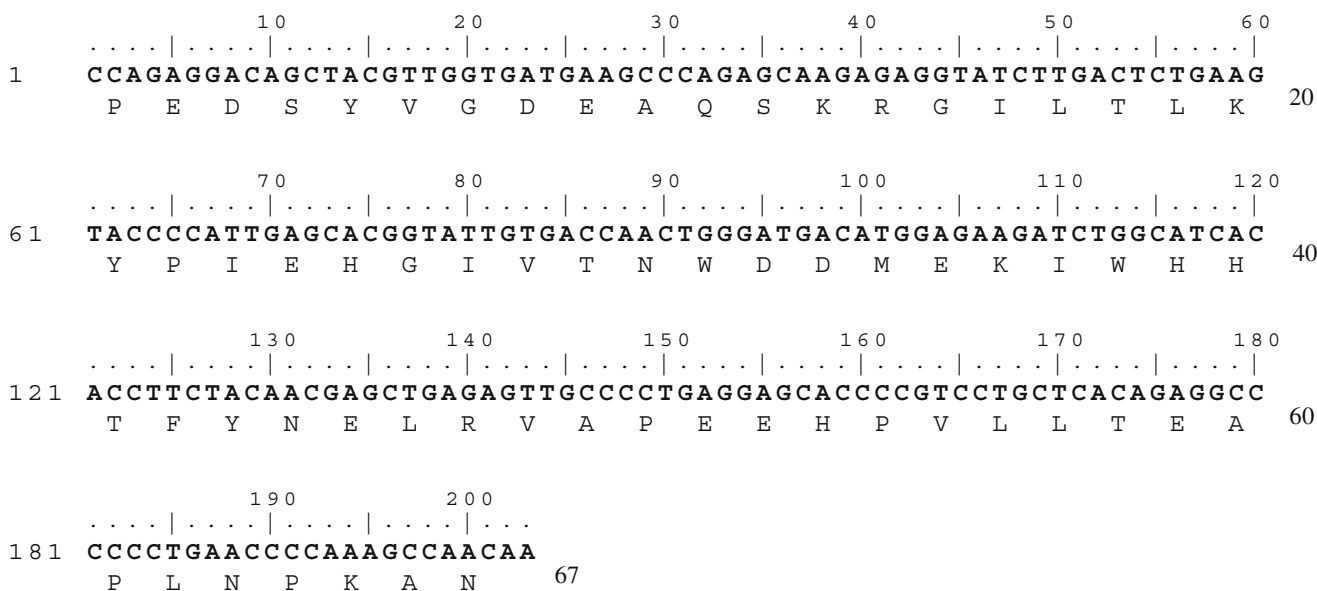 10 20 30 40 50 60
. . . . | . . . . | . . . . | . . . . | . . . . | . . . . | . . . . | . . . . | . . . . | . . . . | . . . . | . . . . |
1 CCAGAGGACAGCTACGTTGGTGATGAAGCCCAGAGCAAGAGAGGTATCTTGACTCTGAAG
P E D S Y V G D E A Q S K R G I L T L K 20
70 80 90 100 110 120
. . . . | . . . . | . . . . | . . . . | . . . . | . . . . | . . . . | . . . . | . . . . | . . . . | . . . . | . . . . |
61 TACCCCATTGAGCACGGTATTGTGACCAACTGGGATGACATGGAGAAGATCTGGCATCAC
Y P I E H G I V T N W D D M E K I W H H 40
130 140 150 160 170 180
. . . . | . . . . | . . . . | . . . . | . . . . | . . . . | . . . . | . . . . | . . . . | . . . . | . . . . | . . . . |
121 ACCTTCTACAACGAGCTGAGAGTTGCCCCTGAGGAGCACCCCGTCCTGCTCACAGAGGCC
T F Y N E L R V A P E E H P V L L T E A 60
190 200
. . . . | . . . . | . . . . | . . . . | . . .
181 CCCCTGAACCCCAAAGCCAACAA
P L N P K A N 67